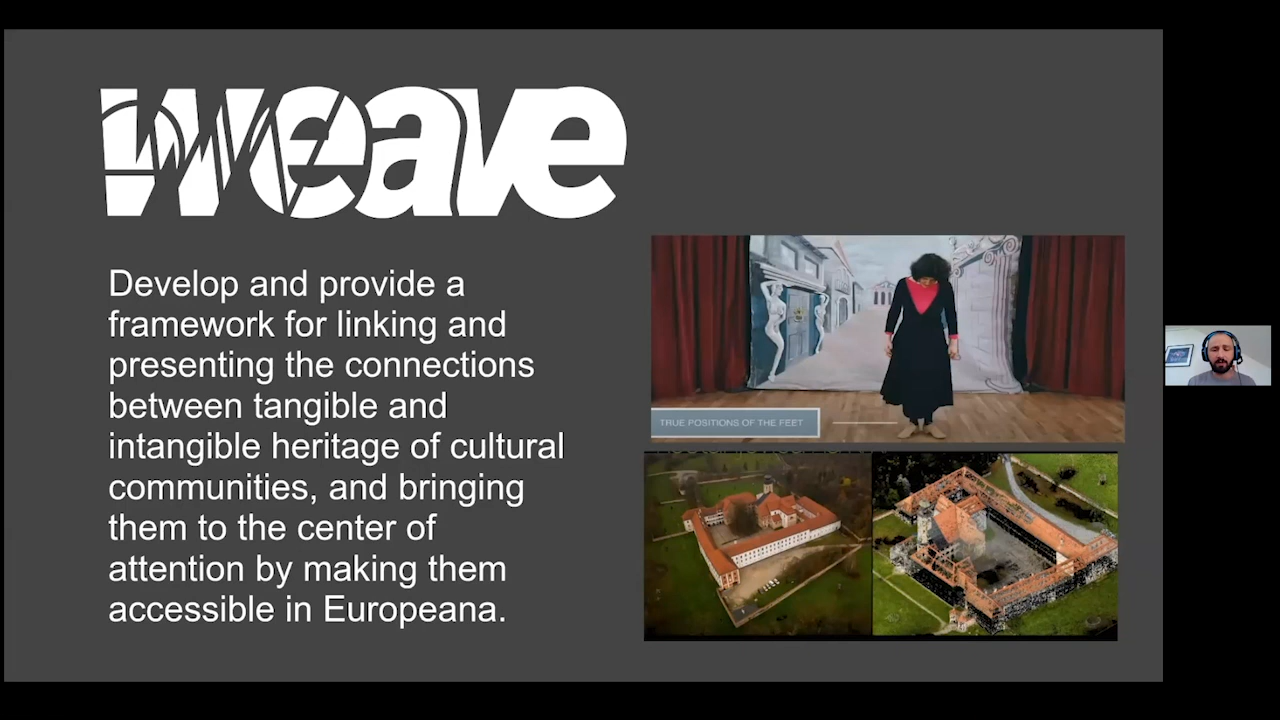 weave
Develop and provide a
framework for linking and
presenting the connections
between tangible and
intangible heritage of cultural
communities, and bringing
them to the center of
attention by making them
accessible in Europeana.
TRUE POSITIONS OF THE FEET